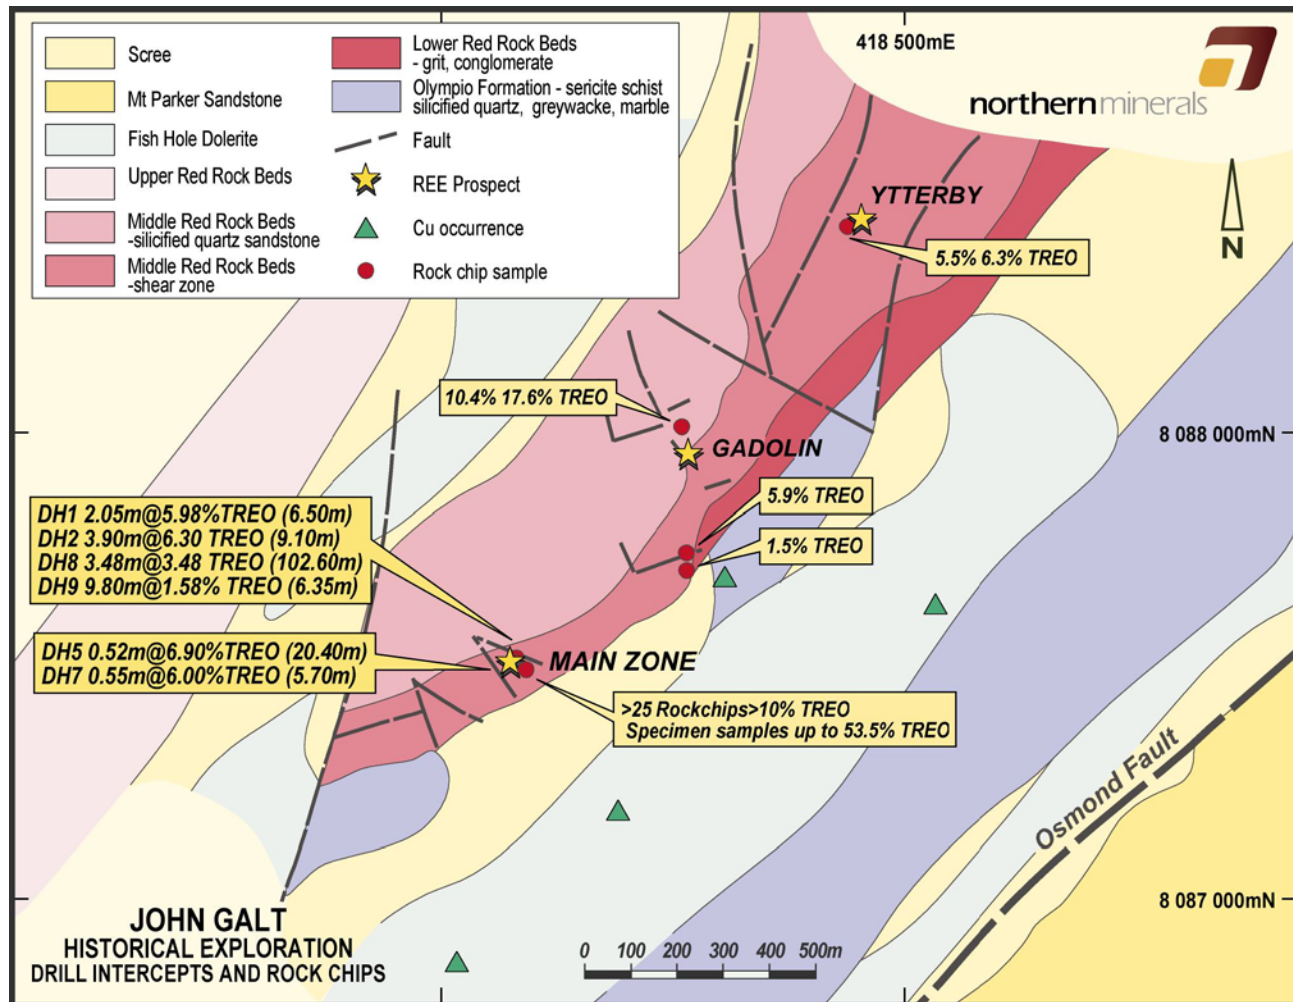 Scree
Mt Parker Sandstone
Fish Hole Dolerite
Upper Red Rock Beds
Middle Red Rock Beds
-silicified quartz sandstone
Middle Red Rock Beds
-shear zone
Lower Red Rock Beds
- grit, conglomerate
Olympio Formation - sericite schist
silicified quartz, greywacke, marble
Fault
REE Prospect
Cu occurrence
Rock chip sample
418 500mE
northernminerals
N
YTTERBY
5.5% 6.3% TREO
10.4% 17.6% TREO
GADOLIN
8 088 000mN
5.9% TREO
1.5% TREO
DH1 2.05m@5.98%TREO (6.50m)
DH2 3.90m@6.30 TREO (9.10m)
DH8 3.48m@3.48 TREO (102.60m)
DH9 9.80m@1.58% TREO (6.35m)
DH5 0.52m@6.90%TREO (20.40m)
DH7 0.55m@6.00%TREO (5.70m)
MAIN ZONE
>25 Rockchips>10% TREO
Specimen samples up to 53.5% TREO
Osmond Fault
8 087 000mN
JOHN GALT
HISTORICAL EXPLORATION
DRILL INTERCEPTS AND ROCK CHIPS
0 100 200 300 400 500m